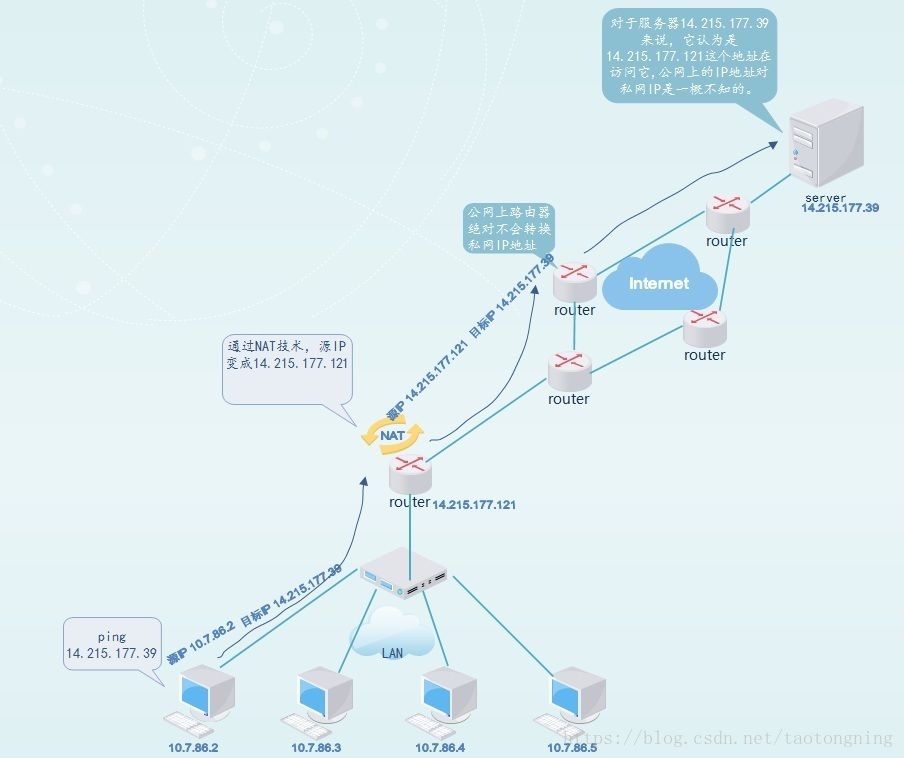 对于服务器14.215.177.39
来说，它认为是
14.215.177.121这个地址在
访问它,公网上的IP地址对
私网IP是一概不知的。
server
14.215.177.39
公网上路由器
绝对不会转换
私网IP地址
router
Internet
router
router
router
源IP 14.215.177.121 目标IP 14.215.177.39
通过NAT技术，源IP
变成14.215.177.121
NAT
router 14.215.177.121
源IP 10.7.86.2 目标IP 14.215.177.39
ping
14.215.177.39
LAN
10.7.86.2
10.7.86.3
10.7.86.4
10.7.86.5
https://blog.csdn.net/taotongning